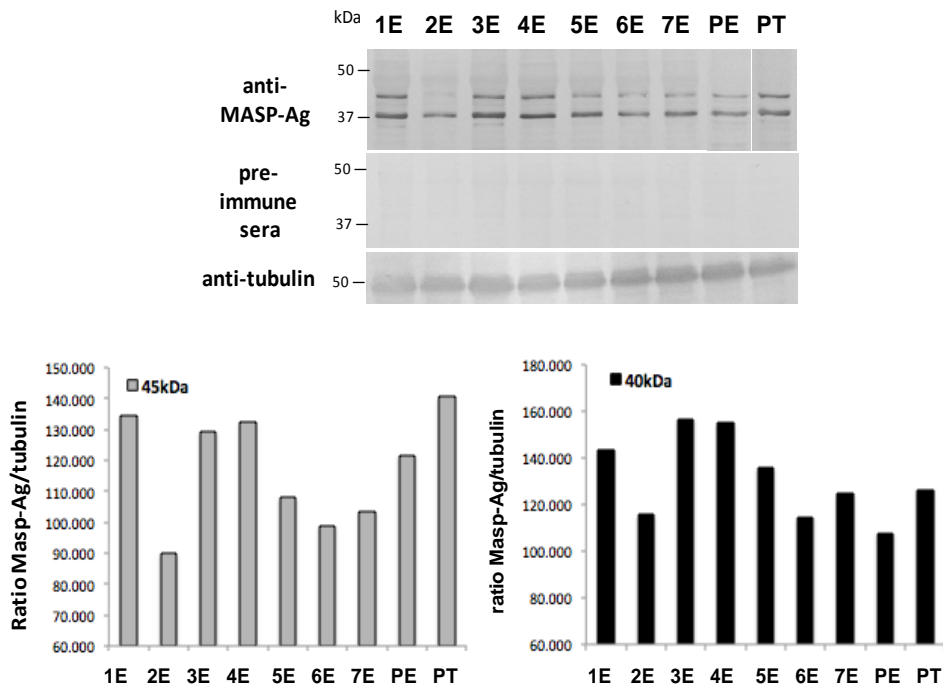 kDa 1E 2E 3E 4E 5E 6E 7E PE PT
anti-
MASP-Ag
50
37
pre-
immune
sera
50
37
anti-tubulin
50
Ratio Masp-Ag/tubulin
150.000
140.000
130.000
120.000
110.000
100.000
90.000
80.000
70.000
60.000
45kDa
1E 2E 3E 4E 5E 6E 7E PE PT
ratio Masp-Ag/tubulin
180.000
160.000
140.000
120.000
100.000
80.000
60.000
40kDa
1E 2E 3E 4E 5E 6E 7E PE PT